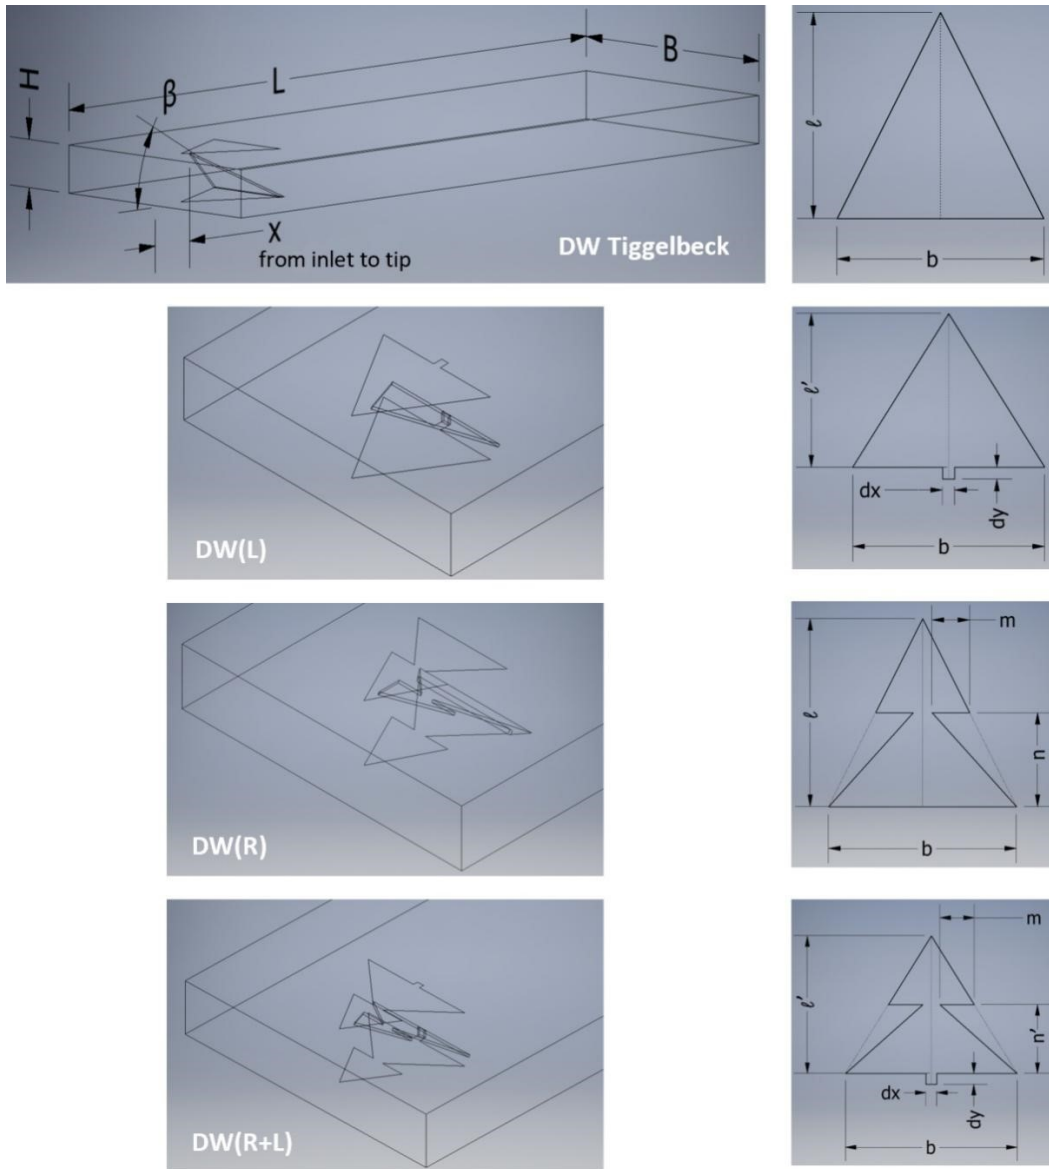 H
L
B
β
X
from inlet to tip
DW Tiggelbeck
ℓ
b
DW(L)
ℓ'
dx
dy
b
DW(R)
m
ℓ
n
b
DW(R+L)
m
ℓ'
n'
dx
dy
b